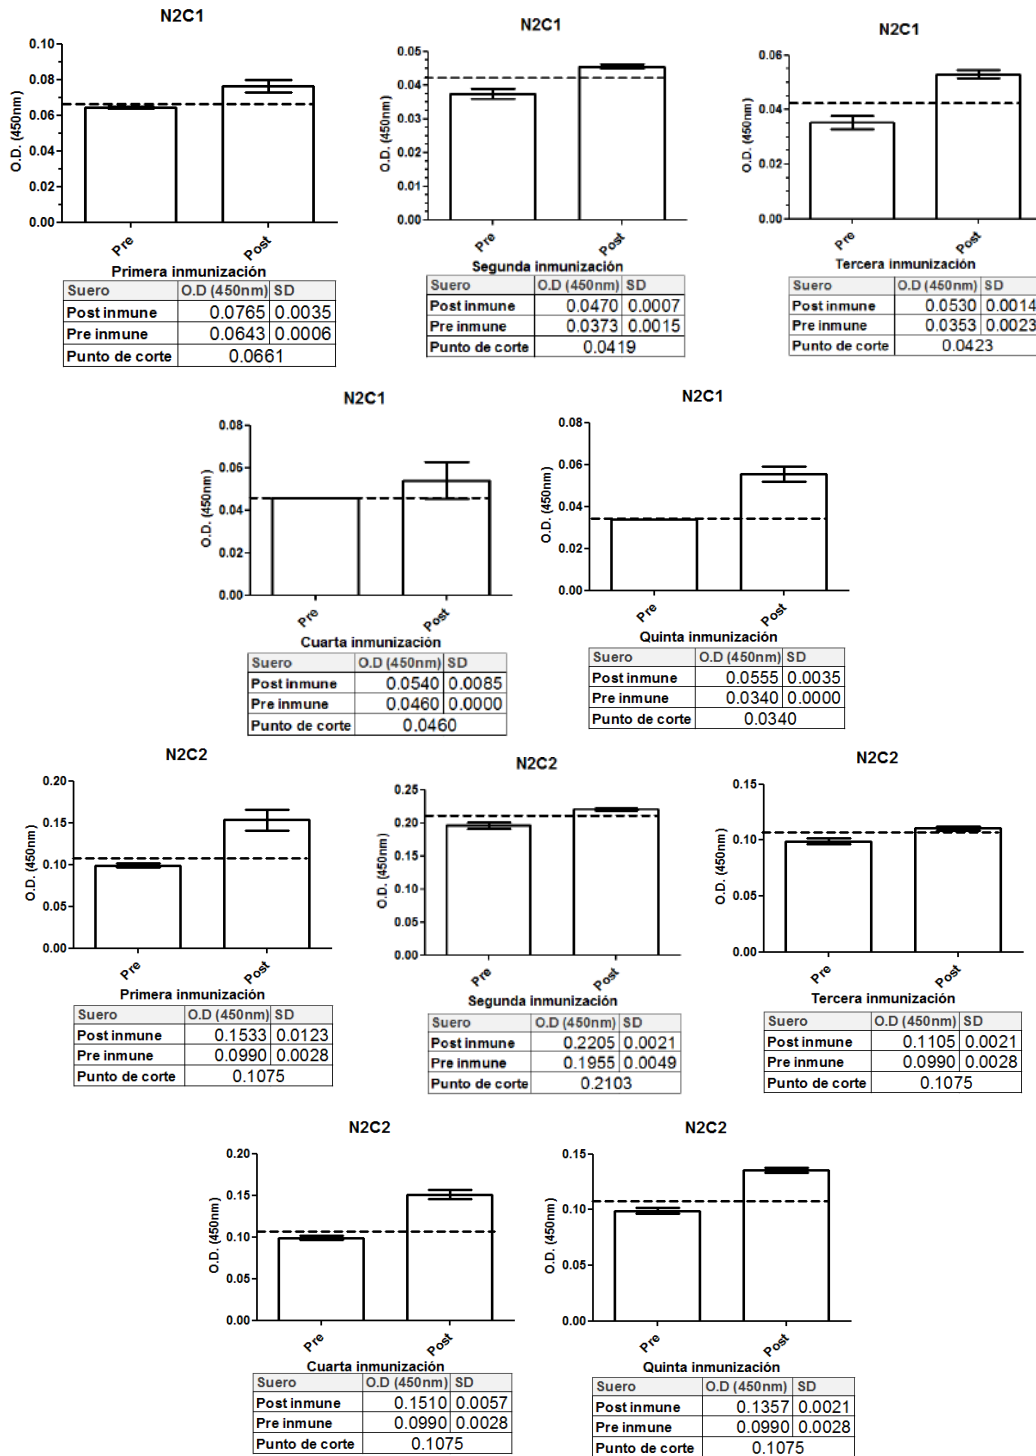 N2C1
O.D. (450nm)
0.10
0.08
0.06
0.04
0.02
0.00
Pre
Post
Primera inmunización
Suero O.D (450nm) SD
Post inmune 0.0765 0.0035
Pre inmune 0.0643 0.0006
Punto de corte 0.0661
N2C1
O.D. (450nm)
0.05
0.04
0.03
0.02
0.01
0.00
Pre
Post
Segunda inmunización
Suero O.D (450nm) SD
Post inmune 0.0470 0.0007
Pre inmune 0.0373 0.0015
Punto de corte 0.0419
N2C1
O.D. (450nm)
0.06
0.04
0.02
0.00
Pre
Post
Tercera inmunización
Suero O.D (450nm) SD
Post inmune 0.0530 0.0014
Pre inmune 0.0353 0.0023
Punto de corte 0.0423
N2C1
O.D. (450nm)
0.08
0.06
0.04
0.02
0.00
Pre
Post
Cuarta inmunización
Suero O.D (450nm) SD
Post inmune 0.0540 0.0085
Pre inmune 0.0460 0.0000
Punto de corte 0.0460
N2C1
O.D. (450nm)
0.08
0.06
0.04
0.02
0.00
Pre
Post
Quinta inmunización
Suero O.D (450nm) SD
Post inmune 0.0555 0.0035
Pre inmune 0.0340 0.0000
Punto de corte 0.0340
N2C2
O.D. (450nm)
0.20
0.15
0.10
0.05
0.00
Pre
Post
Primera inmunización
Suero O.D (450nm) SD
Post inmune 0.1533 0.0123
Pre inmune 0.0990 0.0028
Punto de corte 0.1075
N2C2
O.D. (450nm)
0.25
0.20
0.15
0.10
0.05
0.00
Pre
Post
Segunda inmunización
Suero O.D (450nm) SD
Post inmune 0.2205 0.0021
Pre inmune 0.1955 0.0049
Punto de corte 0.2103
N2C2
O.D. (450nm)
0.15
0.10
0.05
0.00
Pre
Post
Tercera inmunización
Suero O.D (450nm) SD
Post inmune 0.1105 0.0021
Pre inmune 0.0990 0.0028
Punto de corte 0.1075
N2C2
O.D. (450nm)
0.20
0.15
0.10
0.05
0.00
Pre
Post
Cuarta inmunización
Suero O.D (450nm) SD
Post inmune 0.1510 0.0057
Pre inmune 0.0990 0.0028
Punto de corte 0.1075
N2C2
O.D. (450nm)
0.15
0.10
0.05
0.00
Pre
Post
Quinta inmunización
Suero O.D (450nm) SD
Post inmune 0.1357 0.0021
Pre inmune 0.0990 0.0028
Punto de corte 0.1075